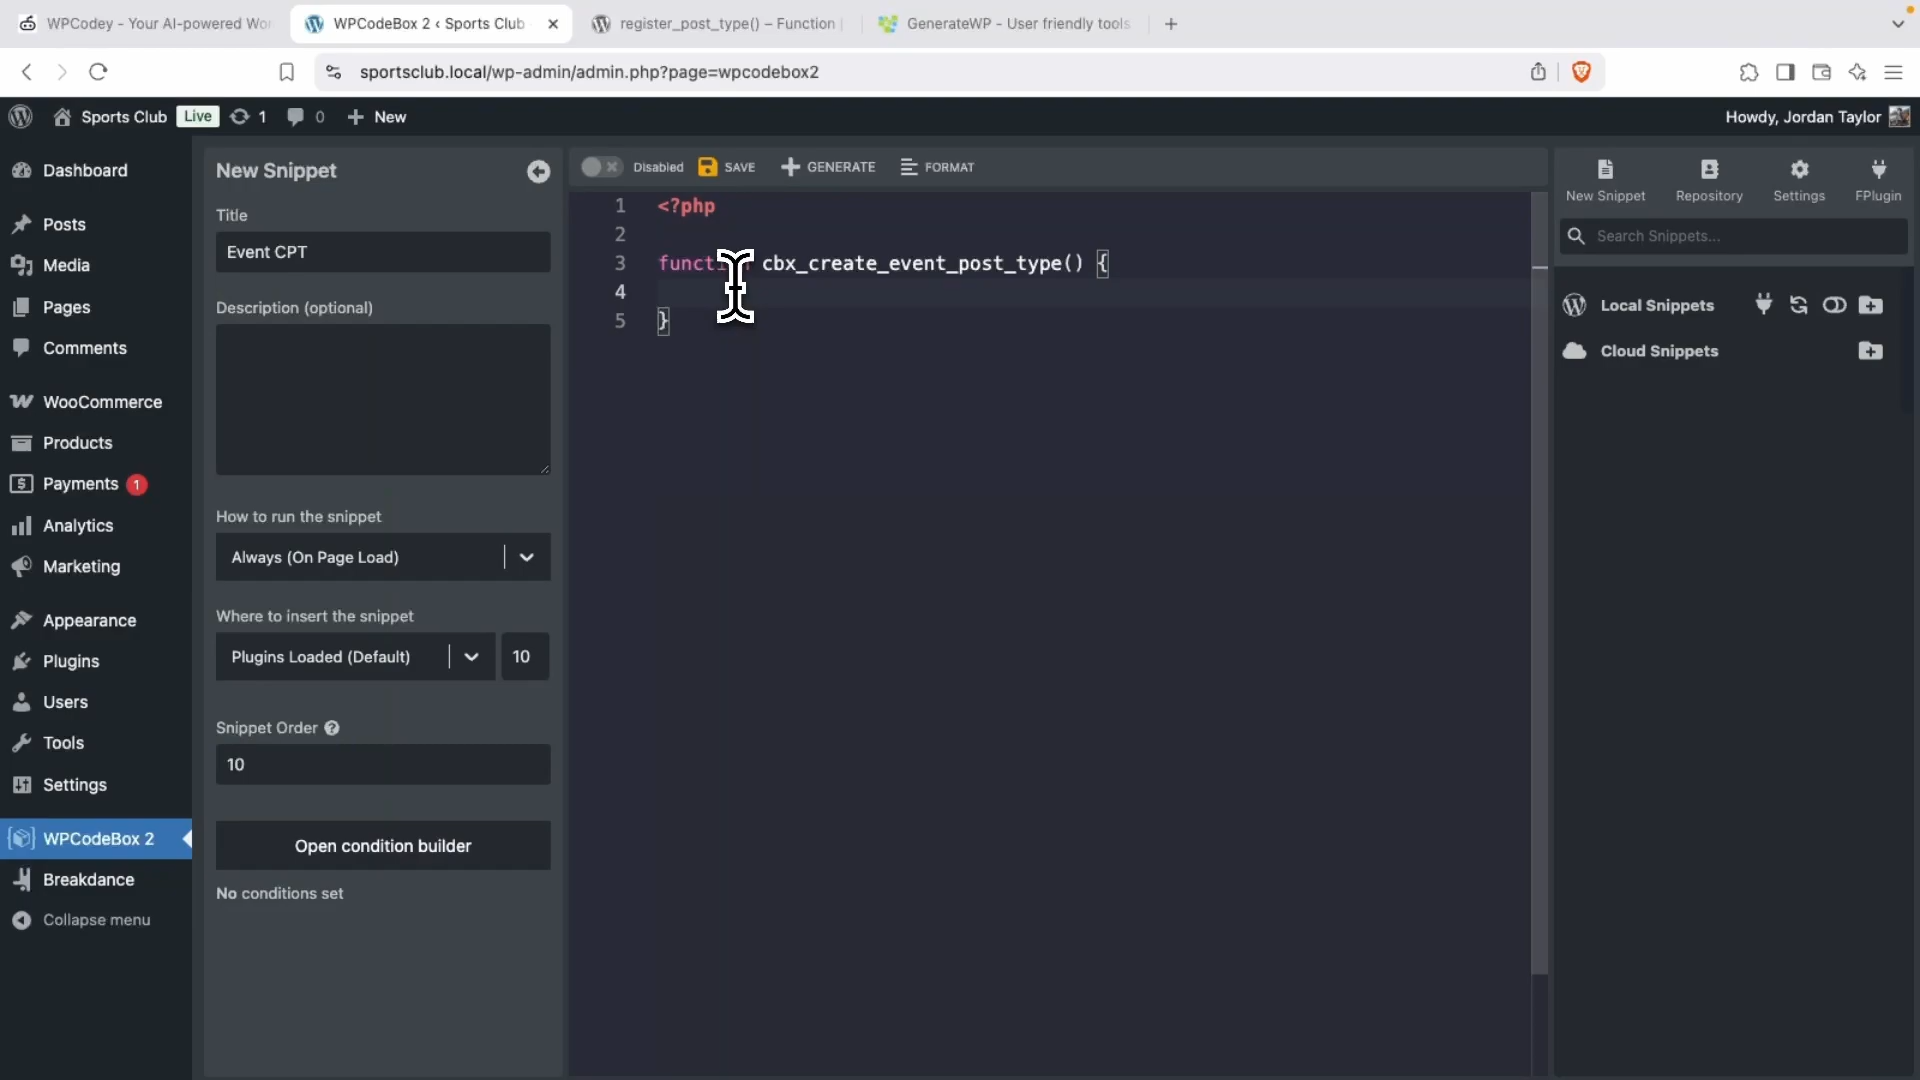 WPCodey - Your AI-powered Wor
WPCodeBox 2 ‹ Sports Club
register_post_type() – Function
GenerateWP - User friendly tools
sportsclub.local/wp-admin/admin.php?page=wpcodebox2
Sports Club
Live
1
0
New
Howdy, Jordan Taylor
Dashboard
Posts
Media
Pages
Comments
WooCommerce
Products
Payments 1
Analytics
Marketing
Appearance
Plugins
Users
Tools
Settings
WPCodeBox 2
Breakdance
Collapse menu
New Snippet
Title
Event CPT
Description (optional)
How to run the snippet
Always (On Page Load)
Where to insert the snippet
Plugins Loaded (Default)
10
Snippet Order
10
Open condition builder
No conditions set
Disabled
SAVE
GENERATE
FORMAT
1 <?php
2
3 function cbx_create_event_post_type() {
4
5 }
New Snippet
Repository
Settings
FPlugin
Search Snippets...
Local Snippets
Cloud Snippets